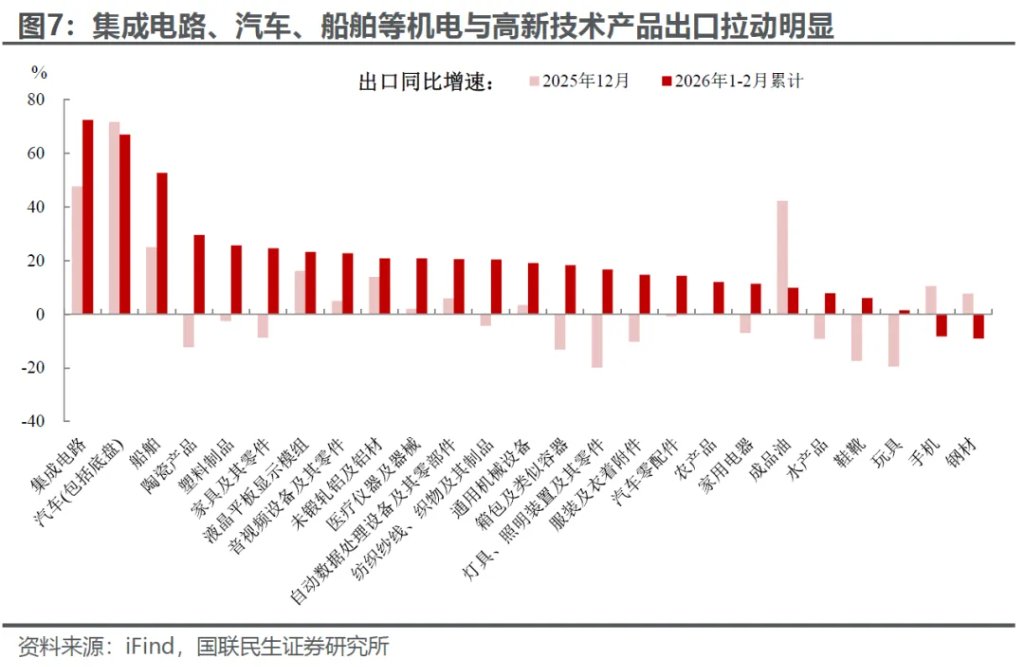 图7：集成电路、汽车、船舶等机电与高新技术产品出口拉动明显
%
出口同比增速：
2025年12月
2026年1-2月累计
80
60
40
20
0
-20
-40
集成电路
汽车(包括底盘)
船舶
陶瓷产品
塑料制品
家具及其零件
液晶平板显示模组
音视频设备及其零件
未锻轧铝及铝材
医疗仪器及器械
自动数据处理设备及其零部件
纺织纱线、织物及其制品
通用机械设备
箱包及类似容器
灯具、照明装置及其零件
服装及衣着附件
汽车零配件
农产品
家用电器
成品油
水产品
鞋靴
玩具
手机
钢材
资料来源：iFind，国联民生证券研究所